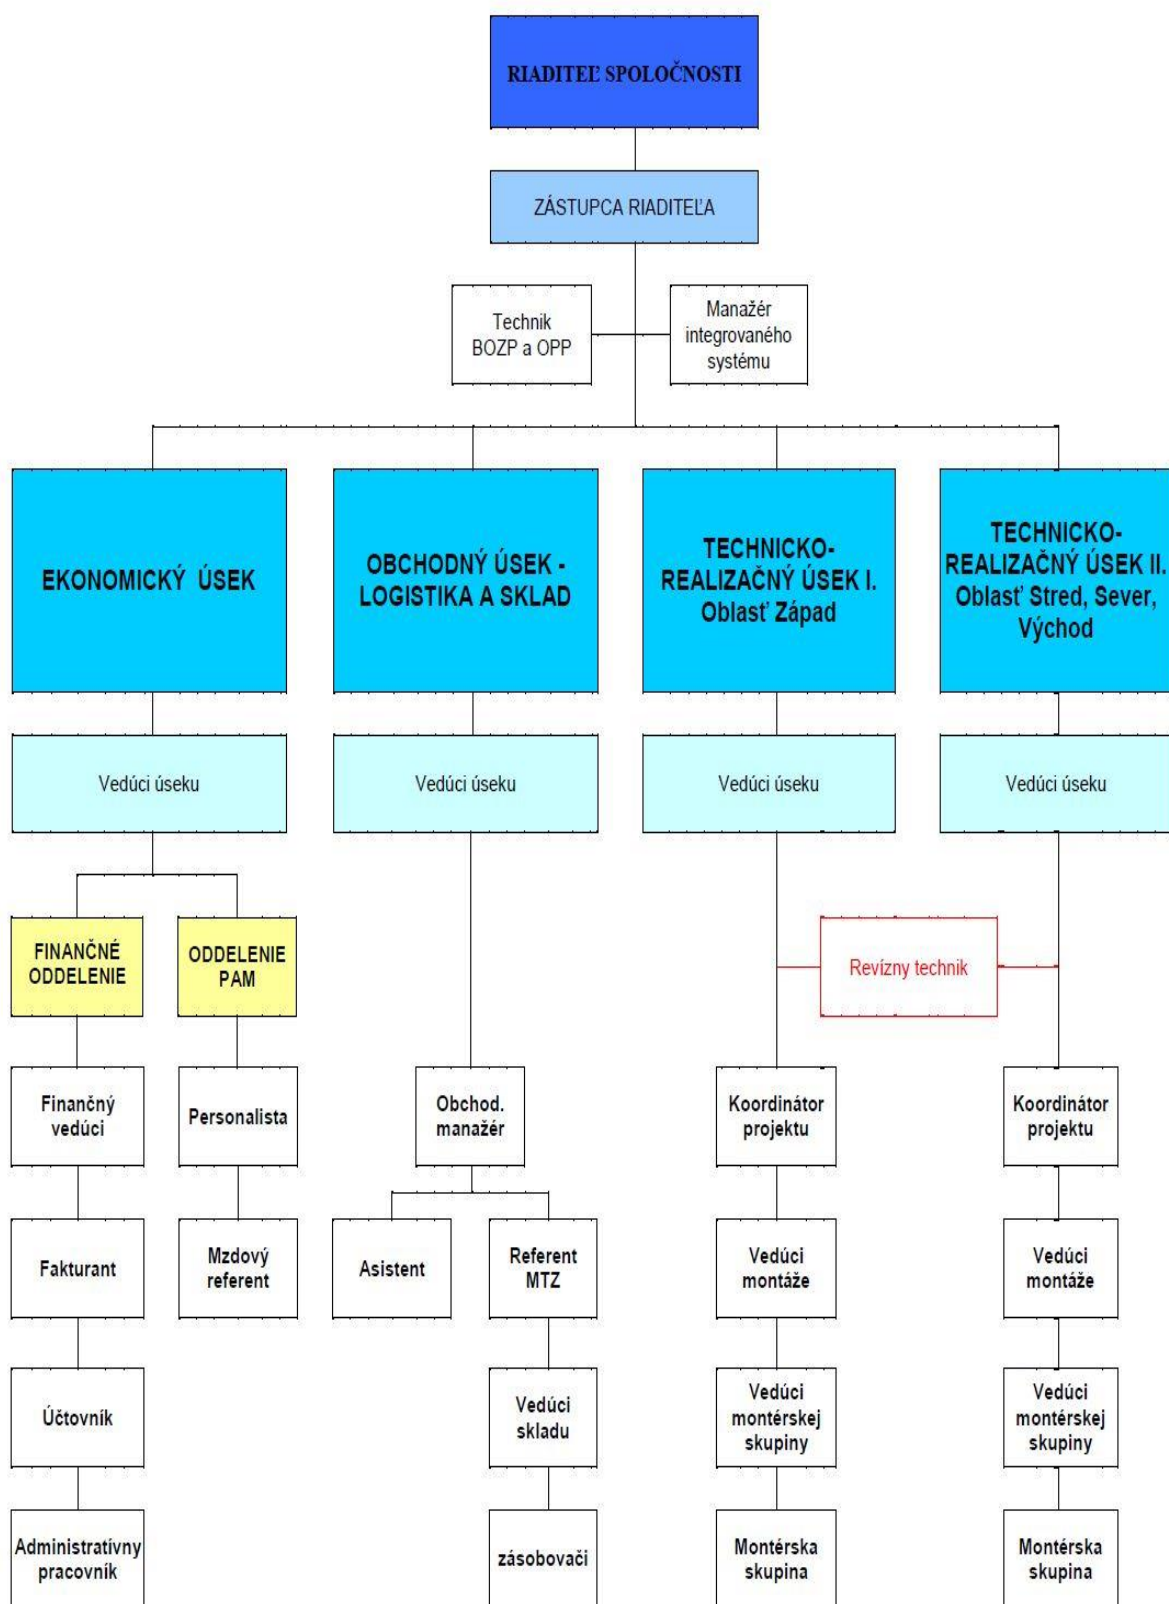 RIADITEĽ SPOLOČNOSTI
ZÁSTUPCA RIADITEĽA
Technik
BOZP a OPP
Manažér
integrovaného
systému
EKONOMICKÝ ÚSEK
OBCHODNÝ ÚSEK -
LOGISTIKA A SKLAD
TECHNICKO-
REALIZAČNÝ ÚSEK I.
Oblasť Západ
TECHNICKO-
REALIZAČNÝ ÚSEK II.
Oblasť Stred, Sever,
Východ
Vedúci úseku
Vedúci úseku
Vedúci úseku
Vedúci úseku
FINANČNÉ
ODDELENIE
ODDELENIE
PAM
Revízny technik
Finančný
vedúci
Personalista
Obchod.
manažér
Koordinátor
projektu
Koordinátor
projektu
Fakturant
Mzdový
referent
Asistent
Referent
MTZ
Vedúci
montáže
Vedúci
montáže
Účtovník
Vedúci
skladu
Vedúci
montérskej
skupiny
Vedúci
montérskej
skupiny
Administratívny
pracovník
zásobovači
Montérska
skupina
Montérska
skupina